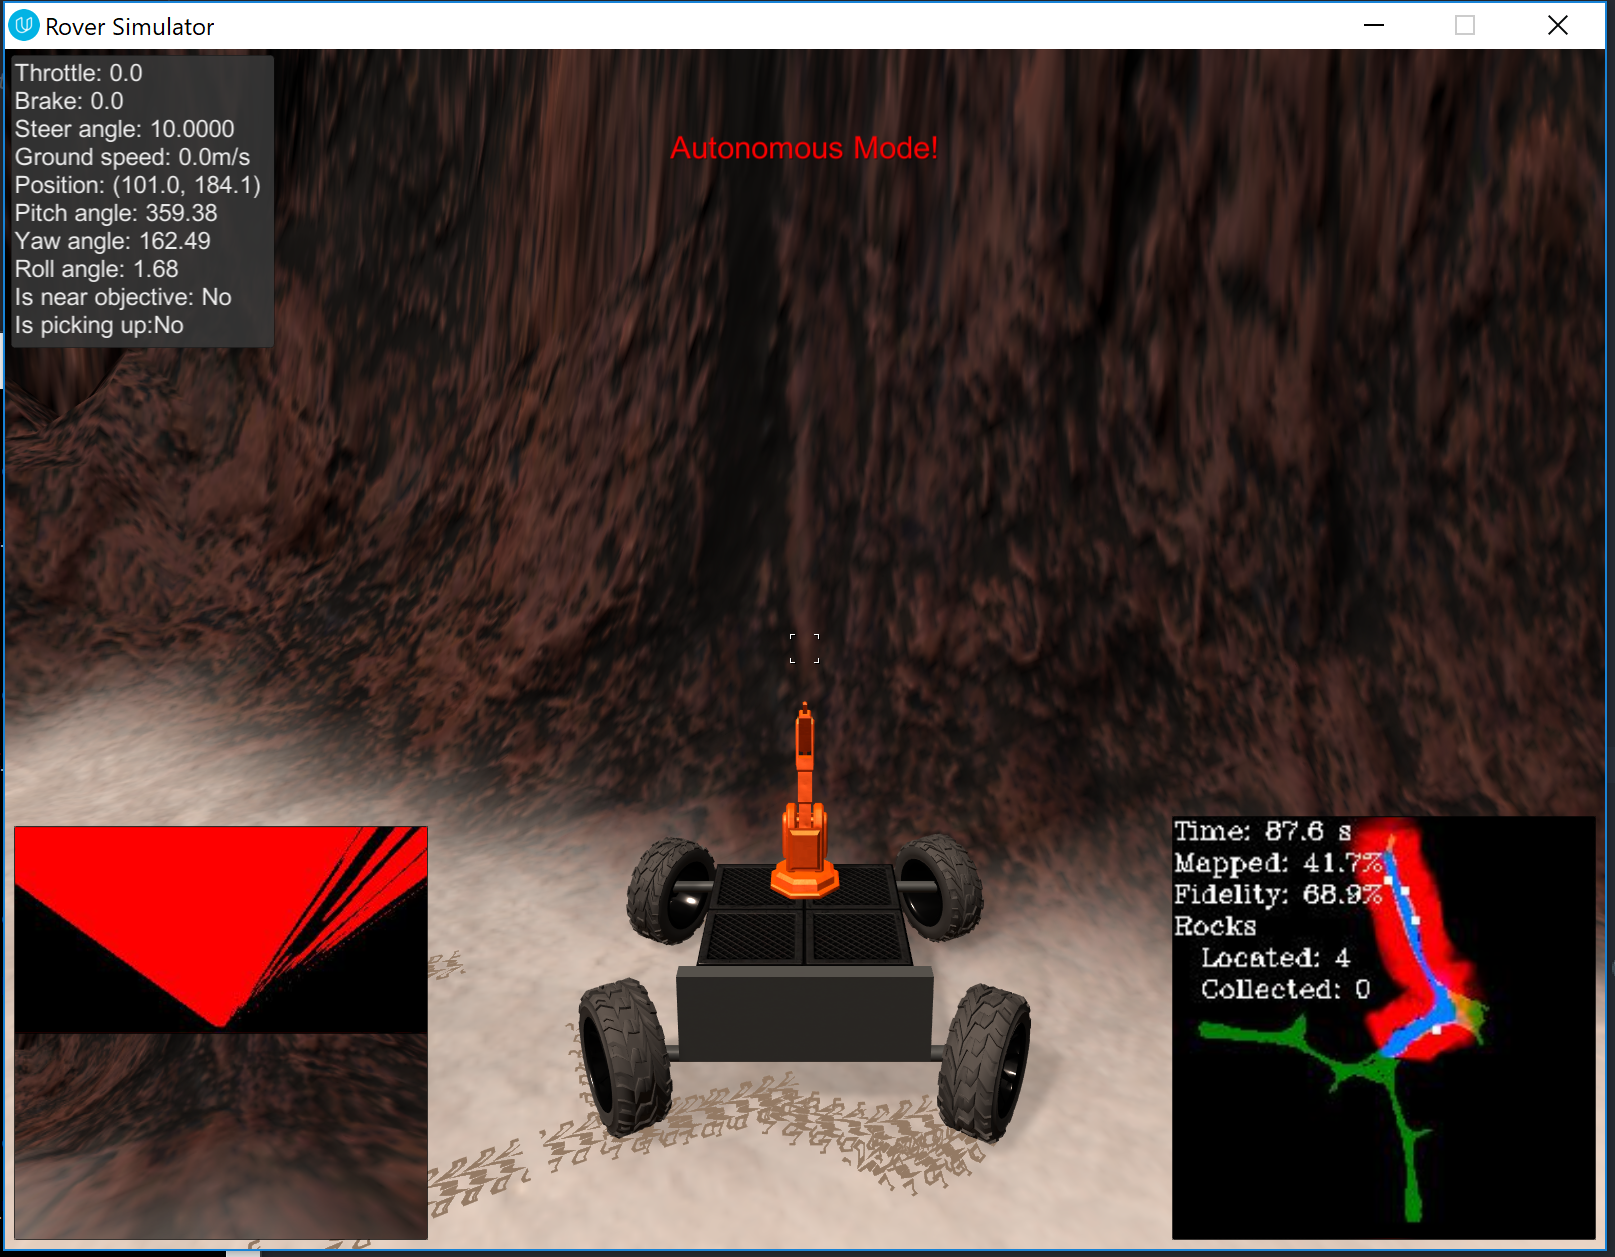 Rover Simulator
Throttle: 0.0
Brake: 0.0
Steer angle: 10.0000
Ground speed: 0.0m/s
Position: (101.0, 184.1)
Pitch angle: 359.38
Yaw angle: 162.49
Roll angle: 1.68
Is near objective: No
Is picking up:No
Autonomous Mode!
Time: 87.6 s
Mapped: 41.7%
Fidelity: 68.9%
Rocks
Located: 4
Collected: 0